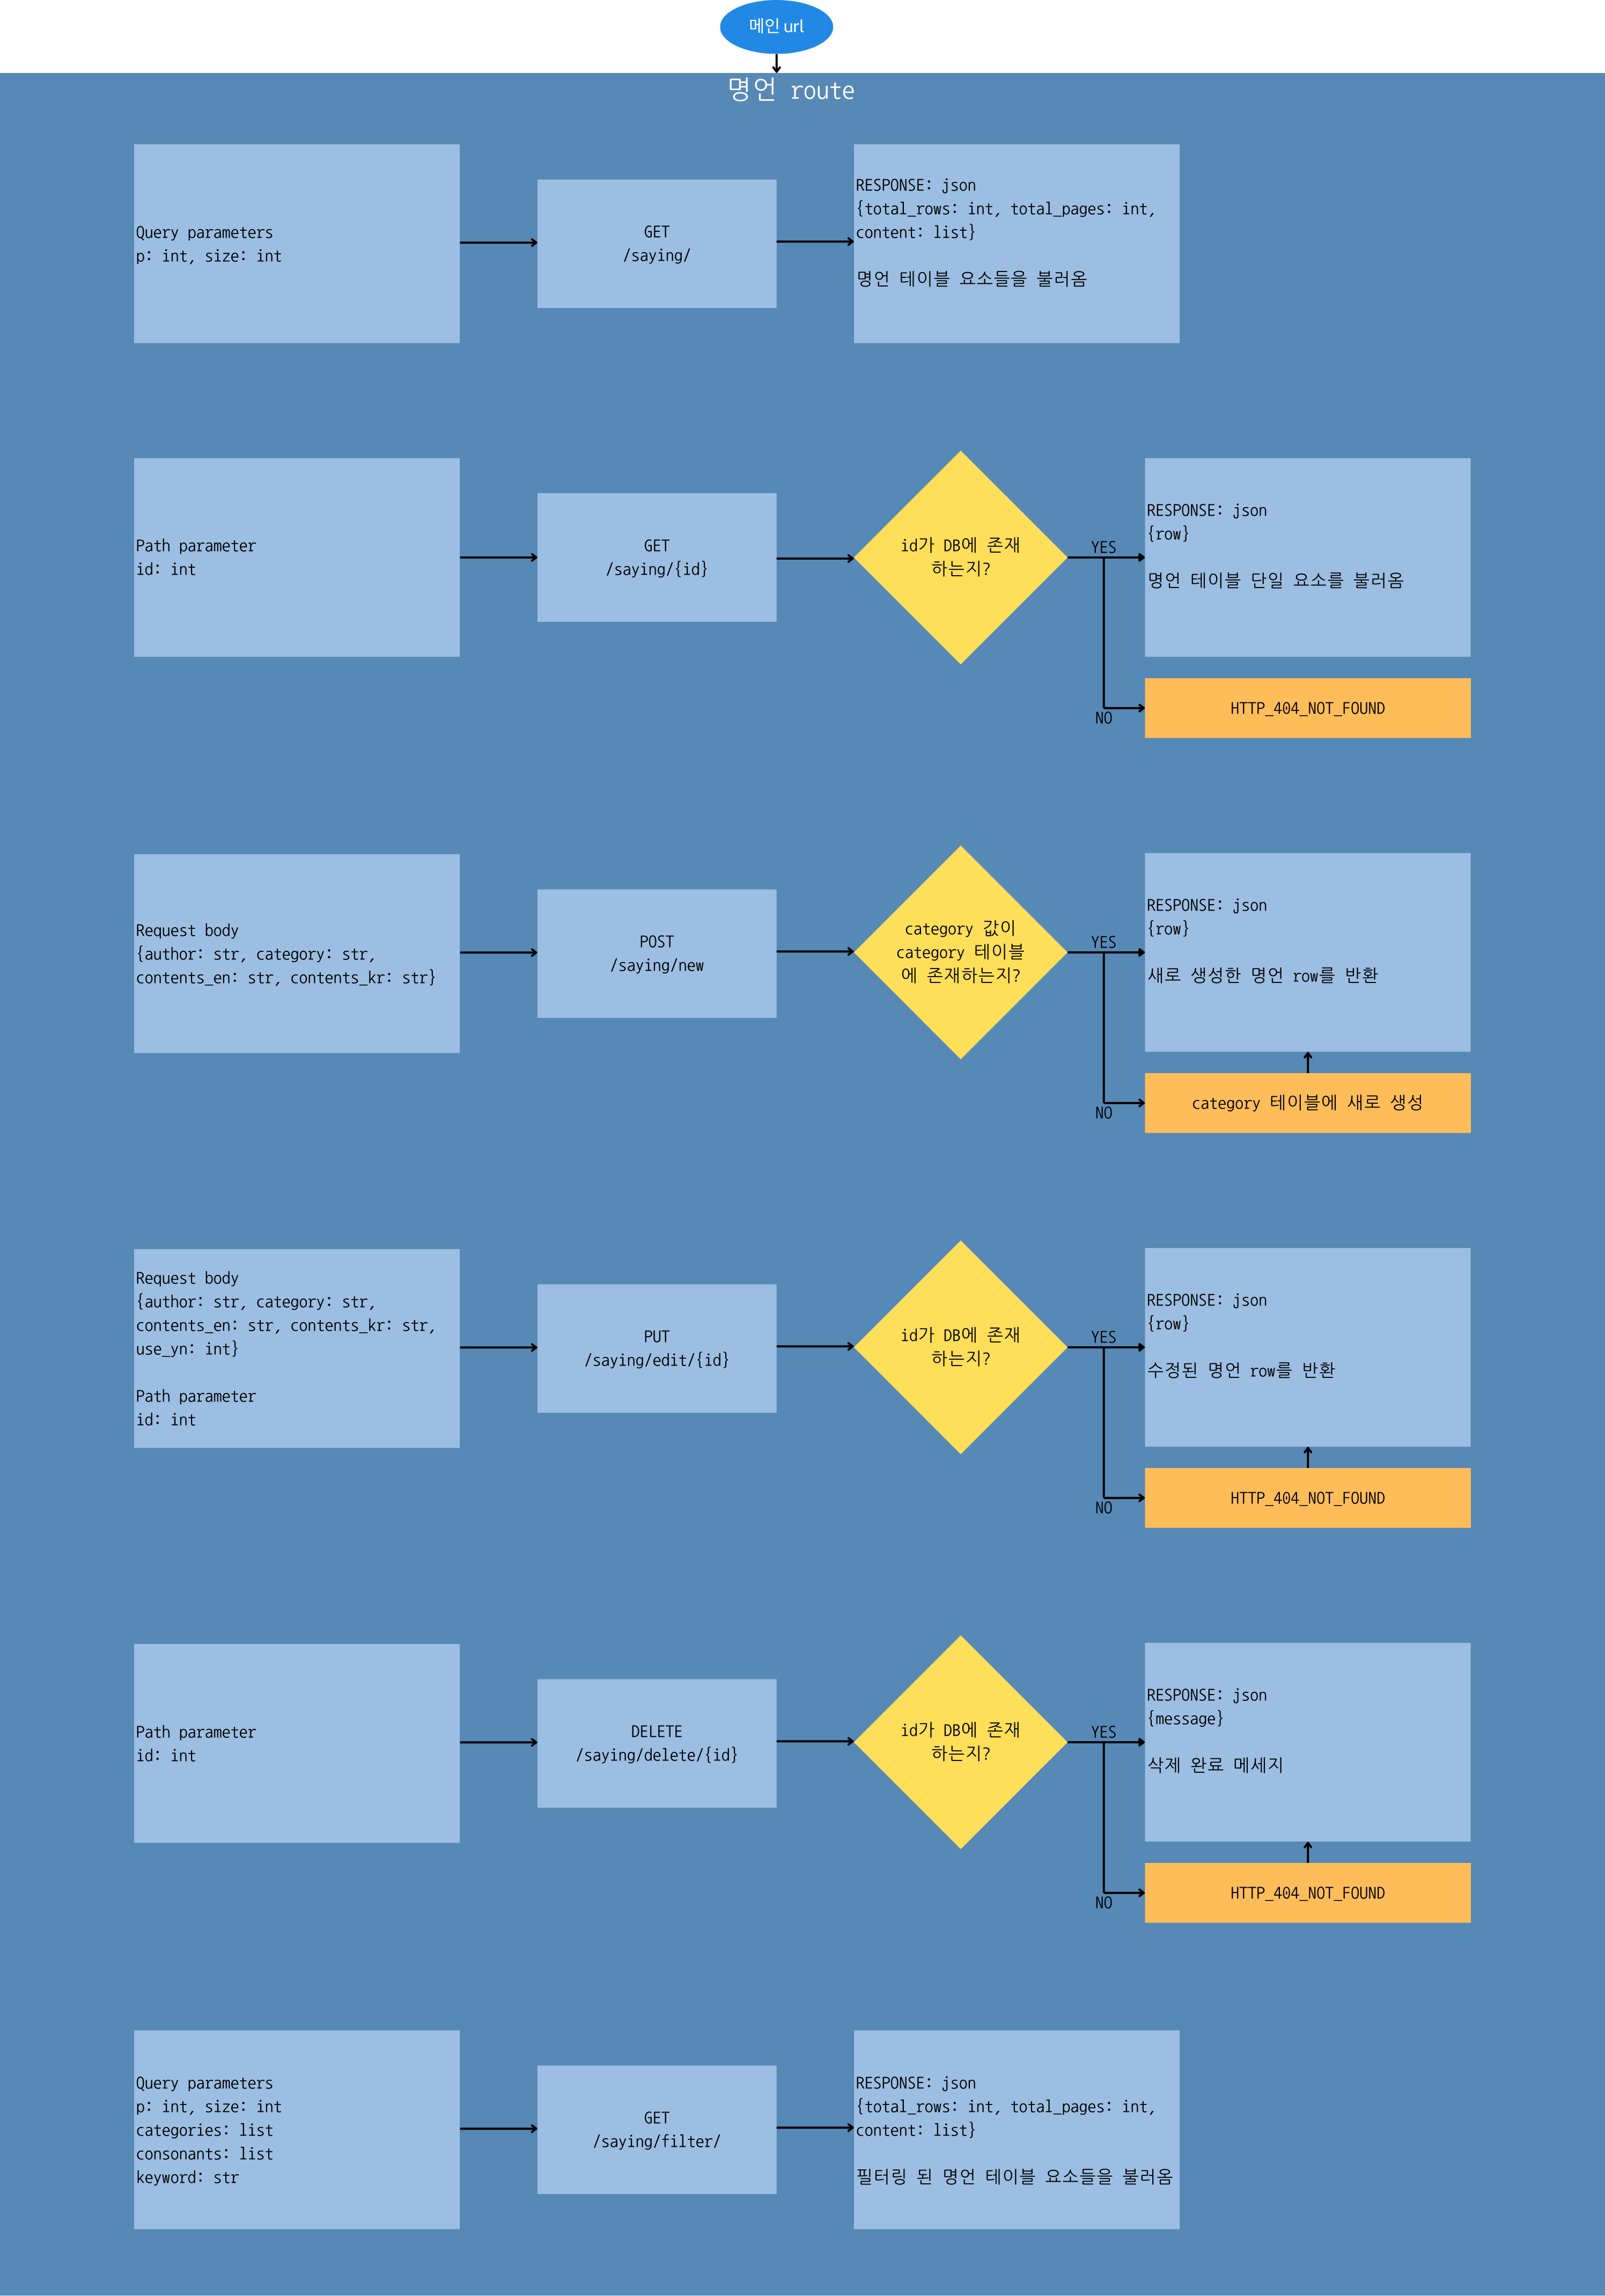 메인 url
명언 route
Query parameters
p: int, size: int
GET
/saying/
RESPONSE: json
{total_rows: int, total_pages: int,
content: list}
명언 테이블 요소들을 불러옴
Path parameter
id: int
GET
/saying/{id}
id가 DB에 존재
하는지?
YES
NO
RESPONSE: json
{row}
명언 테이블 단일 요소를 불러옴
HTTP_404_NOT_FOUND
Request body
{author: str, category: str,
contents_en: str, contents_kr: str}
POST
/saying/new
category 값이
category 테이블
에 존재하는지?
YES
NO
RESPONSE: json
{row}
새로 생성한 명언 row를 반환
category 테이블에 새로 생성
Request body
{author: str, category: str,
contents_en: str, contents_kr: str,
use_yn: int}
Path parameter
id: int
PUT
/saying/edit/{id}
id가 DB에 존재
하는지?
YES
NO
RESPONSE: json
{row}
수정된 명언 row를 반환
HTTP_404_NOT_FOUND
Path parameter
id: int
DELETE
/saying/delete/{id}
id가 DB에 존재
하는지?
YES
NO
RESPONSE: json
{message}
삭제 완료 메세지
HTTP_404_NOT_FOUND
Query parameters
p: int, size: int
categories: list
consonants: list
keyword: str
GET
/saying/filter/
RESPONSE: json
{total_rows: int, total_pages: int,
content: list}
필터링 된 명언 테이블 요소들을 불러옴